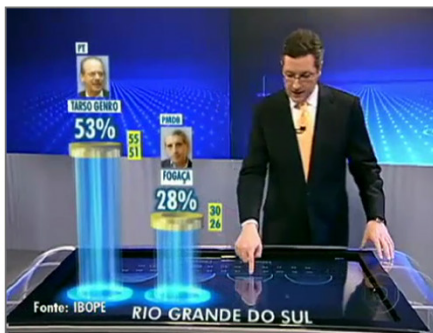 PT
TARSO GENRO
53%
55
51
PMDB
FOGAÇA
28%
30
26
Fonte: IBOPE
RIO GRANDE DO SUL